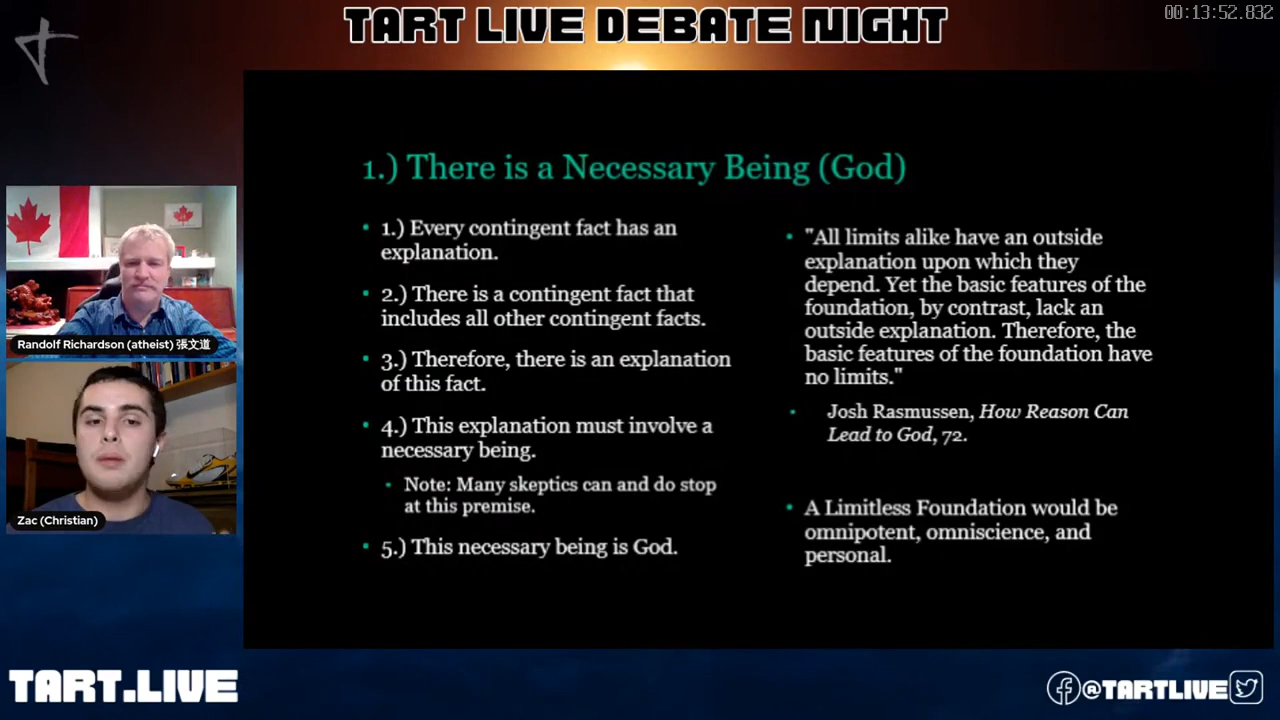 00:13:52.832
TART LIVE DEBATE NIGHT
1.) There is a Necessary Being (God)
• 1.) Every contingent fact has an
explanation.
• 2.) There is a contingent fact that
includes all other contingent facts.
• 3.) Therefore, there is an explanation
of this fact.
• 4.) This explanation must involve a
necessary being.
• Note: Many skeptics can and do stop
at this premise.
• 5.) This necessary being is God.
• "All limits alike have an outside
explanation upon which they
depend. Yet the basic features of the
foundation, by contrast, lack an
outside explanation. Therefore, the
basic features of the foundation have
no limits."
• Josh Rasmussen, How Reason Can
Lead to God, 72.
• A Limitless Foundation would be
omnipotent, omniscience, and
personal.
Randolf Richardson (atheist) 張文道
Zac (Christian)
TART.LIVE
@TARTLIVE